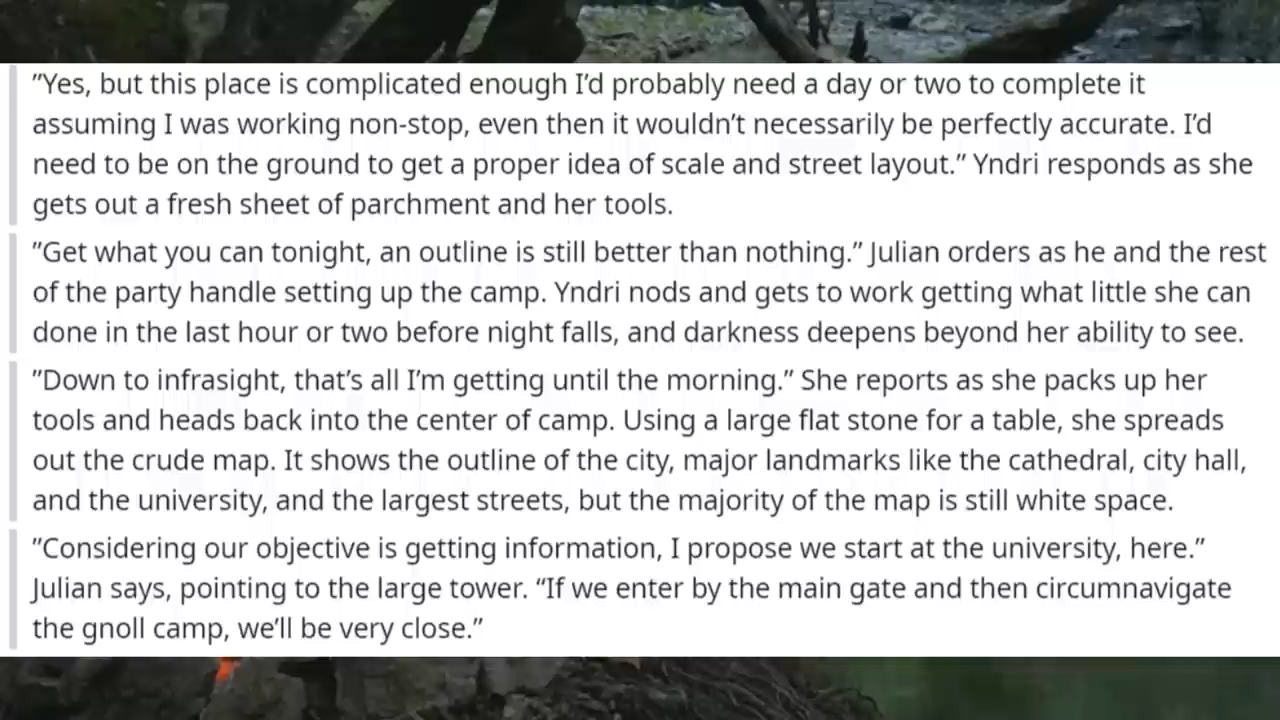 ”Yes, but this place is complicated enough I’d probably need a day or two to complete it
assuming I was working non-stop, even then it wouldn’t necessarily be perfectly accurate. I’d
need to be on the ground to get a proper idea of scale and street layout.” Yndri responds as she
gets out a fresh sheet of parchment and her tools.
”Get what you can tonight, an outline is still better than nothing.” Julian orders as he and the rest
of the party handle setting up the camp. Yndri nods and gets to work getting what little she can
done in the last hour or two before night falls, and darkness deepens beyond her ability to see.
”Down to infrasight, that’s all I’m getting until the morning.” She reports as she packs up her
tools and heads back into the center of camp. Using a large flat stone for a table, she spreads
out the crude map. It shows the outline of the city, major landmarks like the cathedral, city hall,
and the university, and the largest streets, but the majority of the map is still white space.
”Considering our objective is getting information, I propose we start at the university, here.”
Julian says, pointing to the large tower. “If we enter by the main gate and then circumnavigate
the gnoll camp, we’ll be very close.”